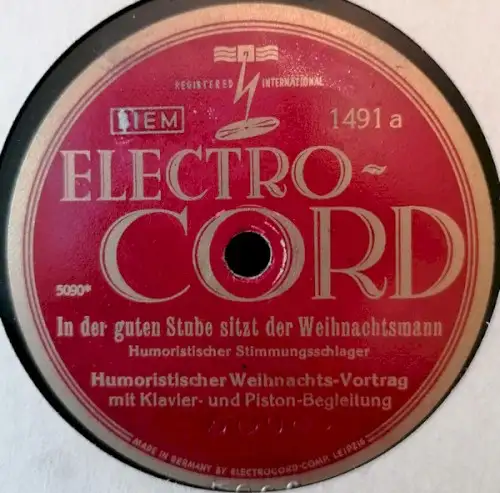 REGISTERED INTERNATIONAL
BIEM
1491 a
ELECTRO-
CORD
5090*
In der guten Stube sitzt der Weihnachtsmann
Humoristischer Stimmungsschlager
Humoristischer Weihnachts-Vortrag
mit Klavier- und Piston-Begleitung
MADE IN GERMANY BY ELECTROCORD-COMP. LEIPZIG